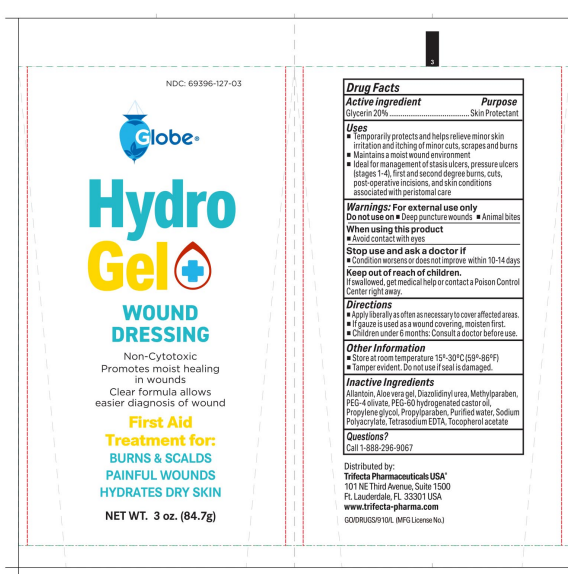 NDC: 69396-127-03
Globe®
Hydro
Gel
WOUND
DRESSING
Non-Cytotoxic
Promotes moist healing
in wounds
Clear formula allows
easier diagnosis of wound
First Aid
Treatment for:
BURNS & SCALDS
PAINFUL WOUNDS
HYDRATES DRY SKIN
NET WT. 3 oz. (84.7g)
3
Drug Facts
Active ingredient Purpose
Glycerin 20% ........................................ Skin Protectant
Uses
■ Temporarily protects and helps relieve minor skin
irritation and itching of minor cuts, scrapes and burns
■ Maintains a moist wound environment
■ Ideal for management of stasis ulcers, pressure ulcers
(stages 1-4), first and second degree burns, cuts,
post-operative incisions, and skin conditions
associated with peristomal care
Warnings: For external use only
Do not use on ■ Deep puncture wounds ■ Animal bites
When using this product
■ Avoid contact with eyes
Stop use and ask a doctor if
■ Condition worsens or does not improve within 10-14 days
Keep out of reach of children.
If swallowed, get medical help or contact a Poison Control
Center right away.
Directions
■ Apply liberally as often as necessary to cover affected areas.
■ If gauze is used as a wound covering, moisten first.
■ Children under 6 months: Consult a doctor before use.
Other Information
■ Store at room temperature 15º-30ºC (59º-86ºF)
■ Tamper evident. Do not use if seal is damaged.
Inactive Ingredients
Allantoin, Aloe vera gel, Diazolidinyl urea, Methylparaben,
PEG-4 olivate, PEG-60 hydrogenated castor oil,
Propylene glycol, Propylparaben, Purified water, Sodium
Polyacrylate, Tetrasodium EDTA, Tocopherol acetate
Questions?
Call 1-888-296-9067
Distributed by:
Trifecta Pharmaceuticals USA®
101 NE Third Avenue, Suite 1500
Ft. Lauderdale, FL 33301 USA
www.trifecta-pharma.com
GO/DRUGS/910/L (MFG License No.)